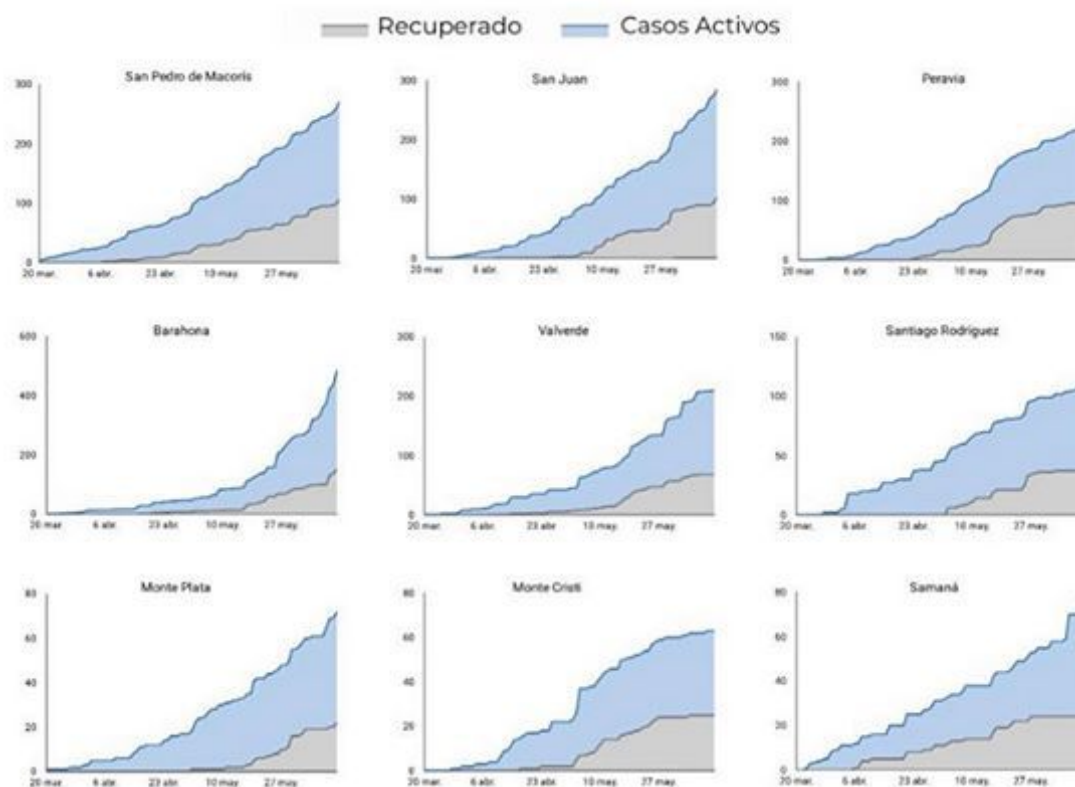 Recuperado Casos Activos
San Pedro de Macorís
300
200
100
0
20 mar. 6 abr. 23 abr. 10 may. 27 may.
San Juan
300
200
100
0
20 mar. 6 abr. 23 abr. 10 may. 27 may.
Peravia
300
200
100
0
20 mar. 6 abr. 23 abr. 10 may. 27 may.
Barahona
600
400
200
0
20 mar. 6 abr. 23 abr. 10 may. 27 may.
Valverde
300
200
100
0
20 mar. 6 abr. 23 abr. 10 may. 27 may.
Santiago Rodríguez
150
100
50
0
20 mar. 6 abr. 23 abr. 10 may. 27 may.
Monte Plata
80
60
40
20
0
20 mar. 6 abr. 23 abr. 10 may. 27 may.
Monte Cristi
80
60
40
20
0
20 mar. 6 abr. 23 abr. 10 may. 27 may.
Samaná
80
60
40
20
0
20 mar. 6 abr. 23 abr. 10 may. 27 may.